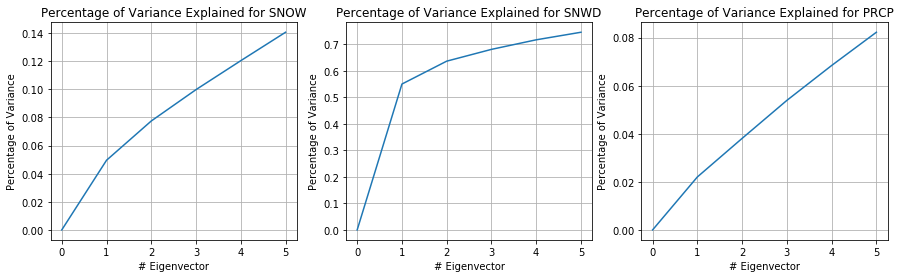 Percentage of Variance Explained for SNOW
Percentage of Variance
0.14
0.12
0.10
0.08
0.06
0.04
0.02
0.00
0 1 2 3 4 5
# Eigenvector
Percentage of Variance Explained for SNWD
Percentage of Variance
0.7
0.6
0.5
0.4
0.3
0.2
0.1
0.0
0 1 2 3 4 5
# Eigenvector
Percentage of Variance Explained for PRCP
Percentage of Variance
0.08
0.06
0.04
0.02
0.00
0 1 2 3 4 5
# Eigenvector